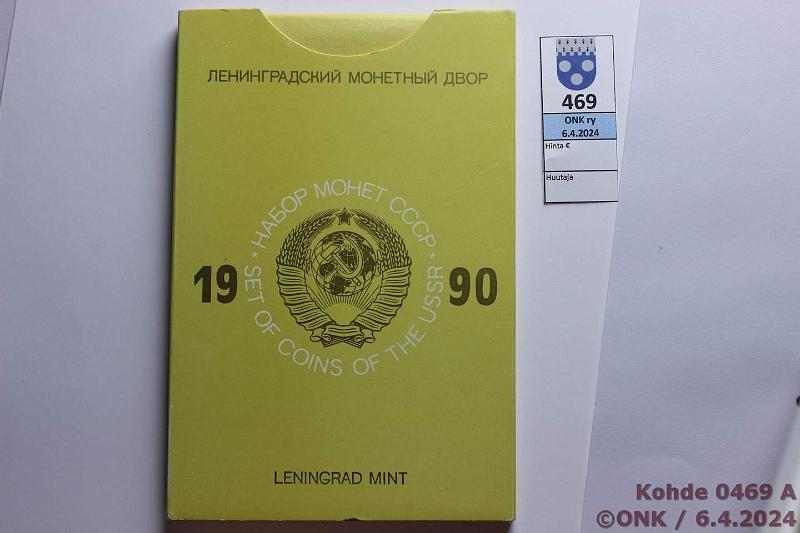 ЛЕНИНГРАДСКИЙ МОНЕТНЫЙ ДВОР
* НАБОР МОНЕТ СССР *
19 90
SET OF COINS OF THE USSR
LENINGRAD MINT
469
ONK ry
6.4.2024
Hinta €
Huutaja
Kohde 0469 A
©ONK / 6.4.2024